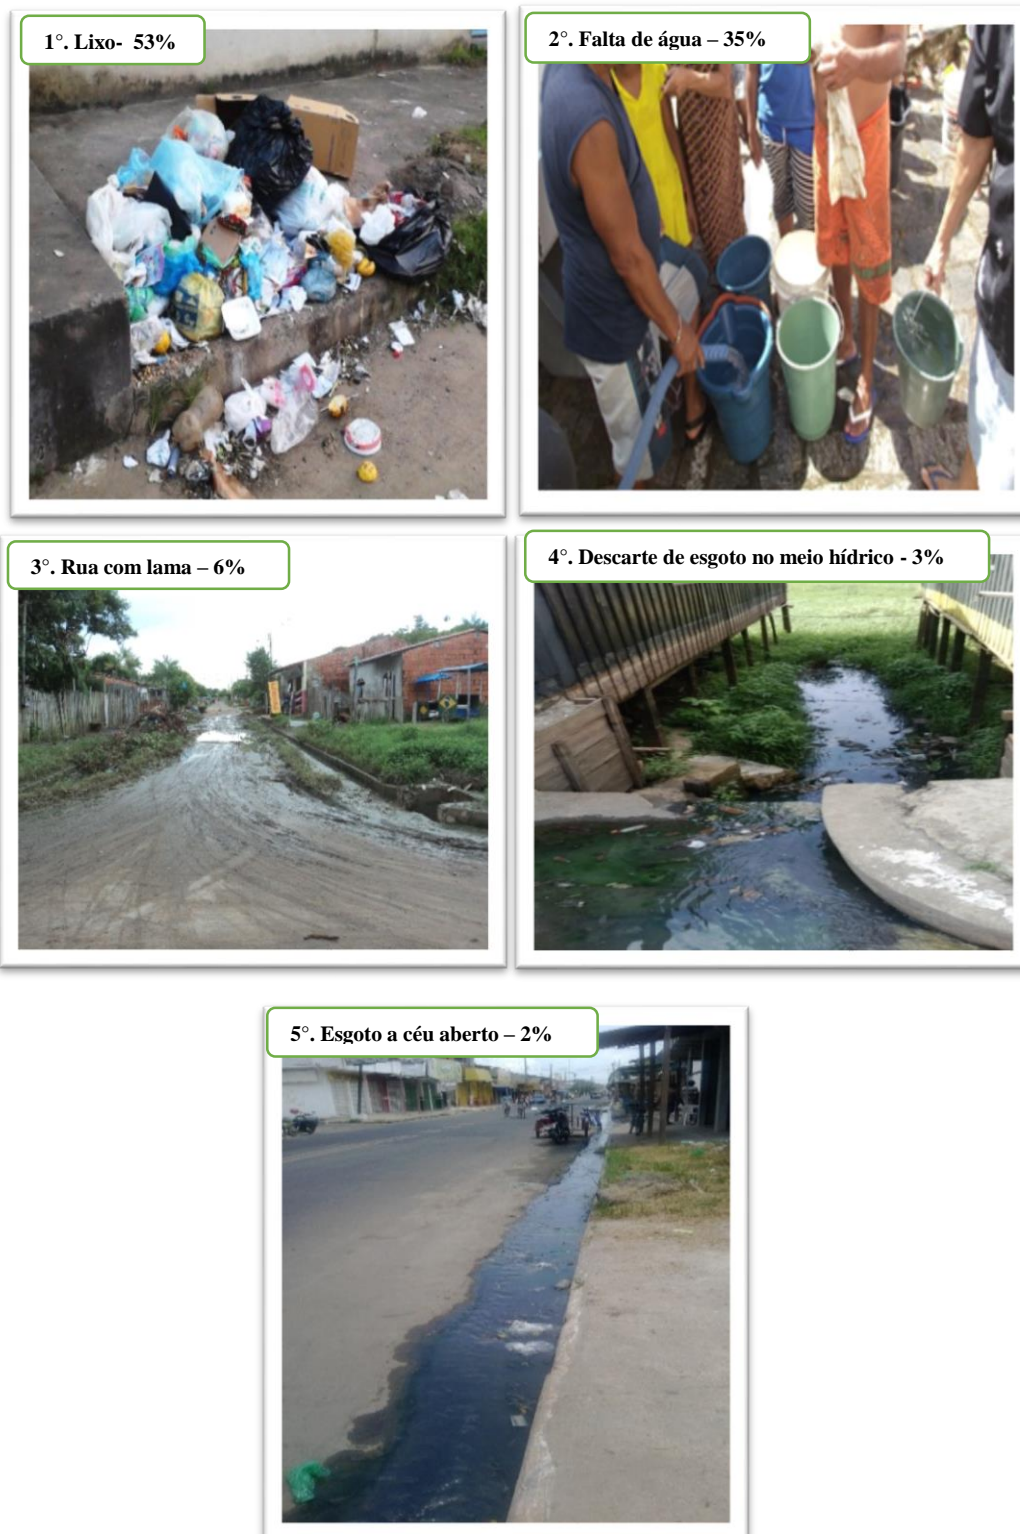 1°. Lixo- 53%
2°. Falta de água – 35%
3°. Rua com lama – 6%
4°. Descarte de esgoto no meio hídrico - 3%
5°. Esgoto a céu aberto – 2%